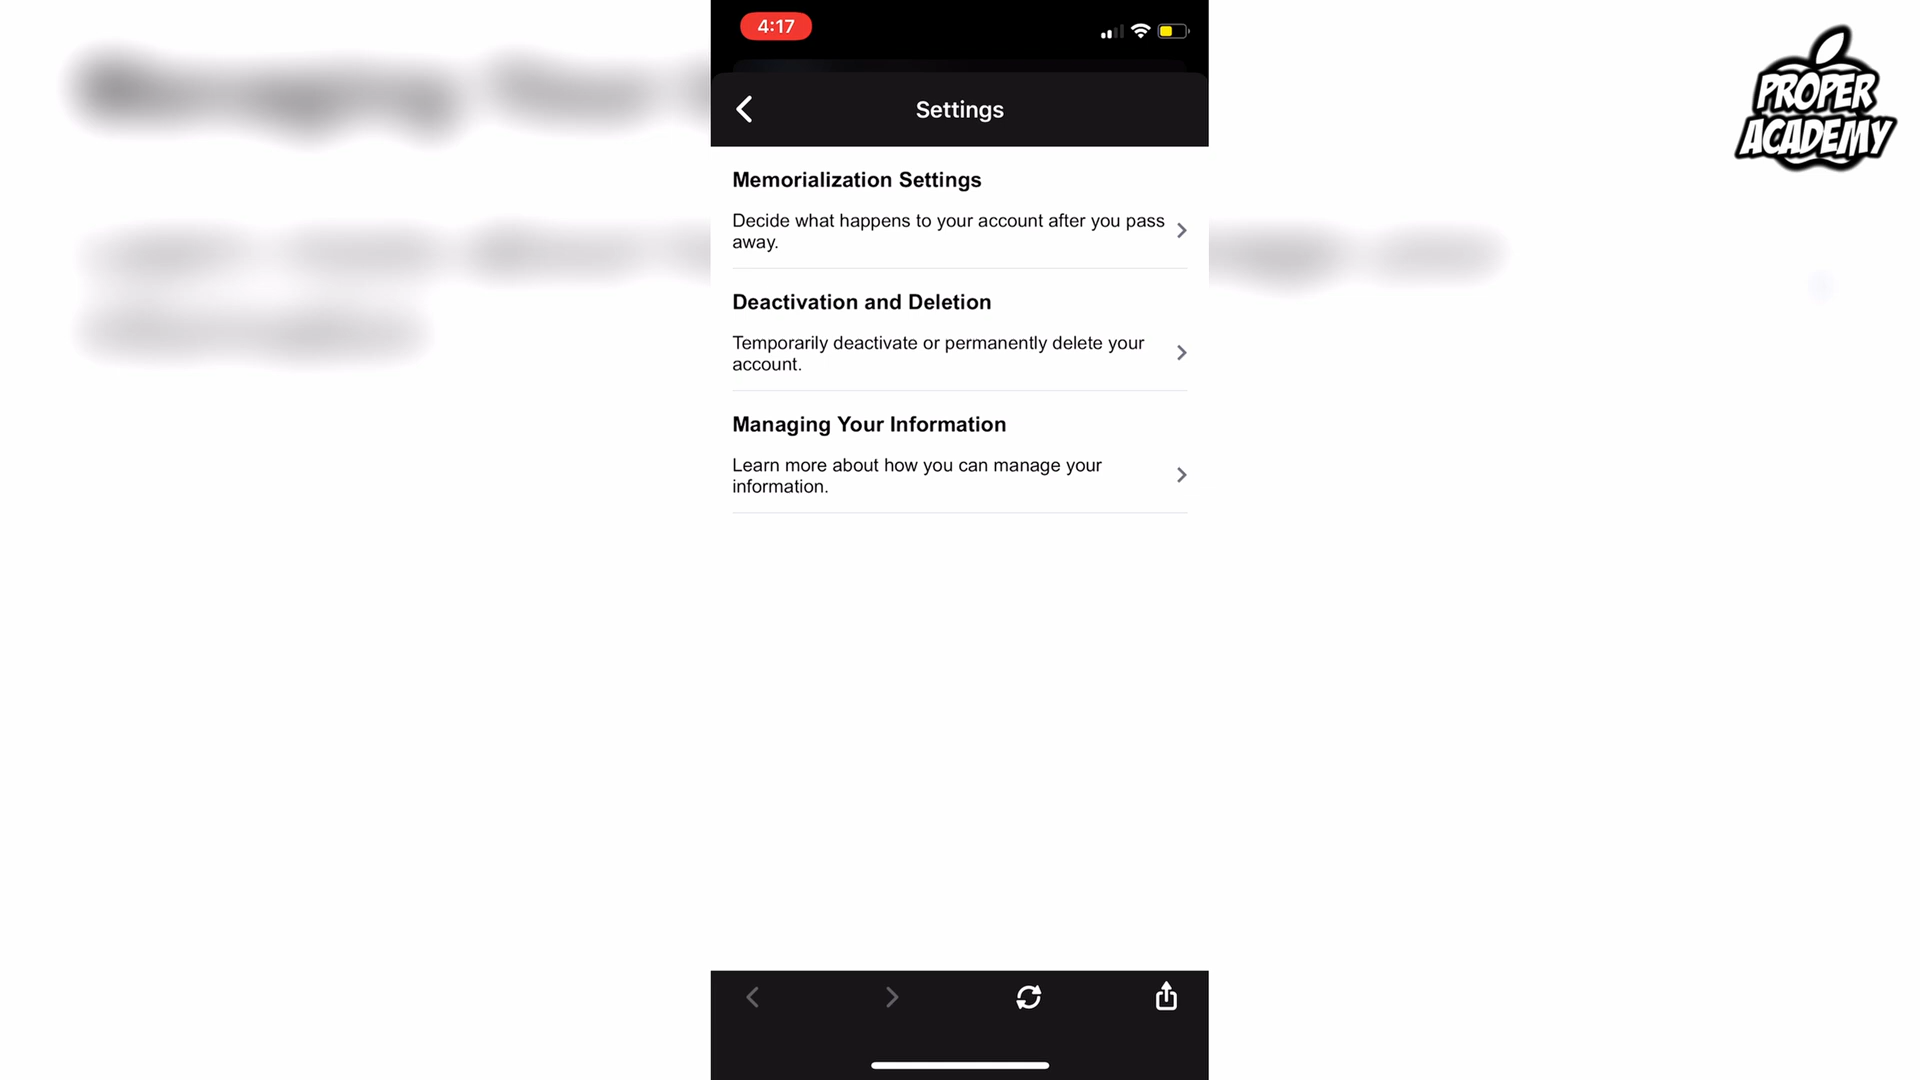 4:17
Settings
PROPER
ACADEMY
Memorialization Settings
Decide what happens to your account after you pass
away.
Deactivation and Deletion
Temporarily deactivate or permanently delete your
account.
Managing Your Information
Learn more about how you can manage your
information.